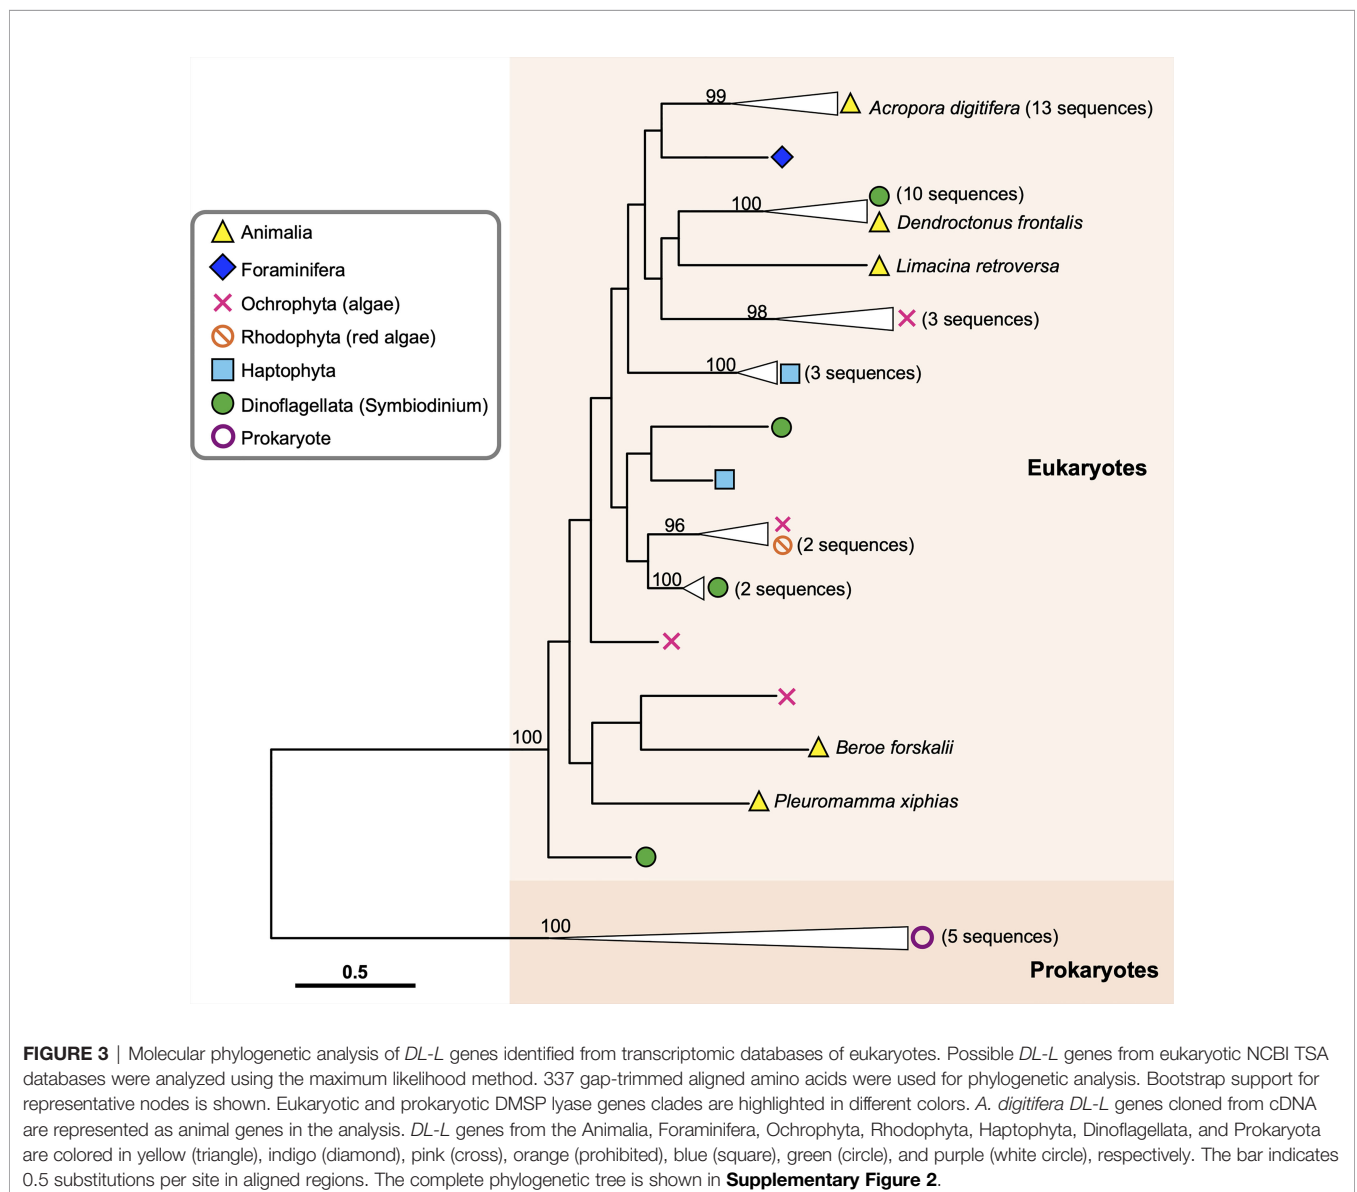 99
Acropora digitifera (13 sequences)
(10 sequences)
100
Dendroctonus frontalis
Limacina retroversa
98
(3 sequences)
100
(3 sequences)
Animalia
Foraminifera
Ochrophyta (algae)
Rhodophyta (red algae)
Haptophyta
Dinoflagellata (Symbiodinium)
Prokaryote
Eukaryotes
96
(2 sequences)
100
(2 sequences)
100
Beroe forskalii
Pleuromamma xiphias
100
(5 sequences)
Prokaryotes
0.5
FIGURE 3 | Molecular phylogenetic analysis of DL-L genes identified from transcriptomic databases of eukaryotes. Possible DL-L genes from eukaryotic NCBI TSA
databases were analyzed using the maximum likelihood method. 337 gap-trimmed aligned amino acids were used for phylogenetic analysis. Bootstrap support for
representative nodes is shown. Eukaryotic and prokaryotic DMSP lyase genes clades are highlighted in different colors. A. digitifera DL-L genes cloned from cDNA
are represented as animal genes in the analysis. DL-L genes from the Animalia, Foraminifera, Ochrophyta, Rhodophyta, Haptophyta, Dinoflagellata, and Prokaryota
are colored in yellow (triangle), indigo (diamond), pink (cross), orange (prohibited), blue (square), green (circle), and purple (white circle), respectively. The bar indicates
0.5 substitutions per site in aligned regions. The complete phylogenetic tree is shown in Supplementary Figure 2.